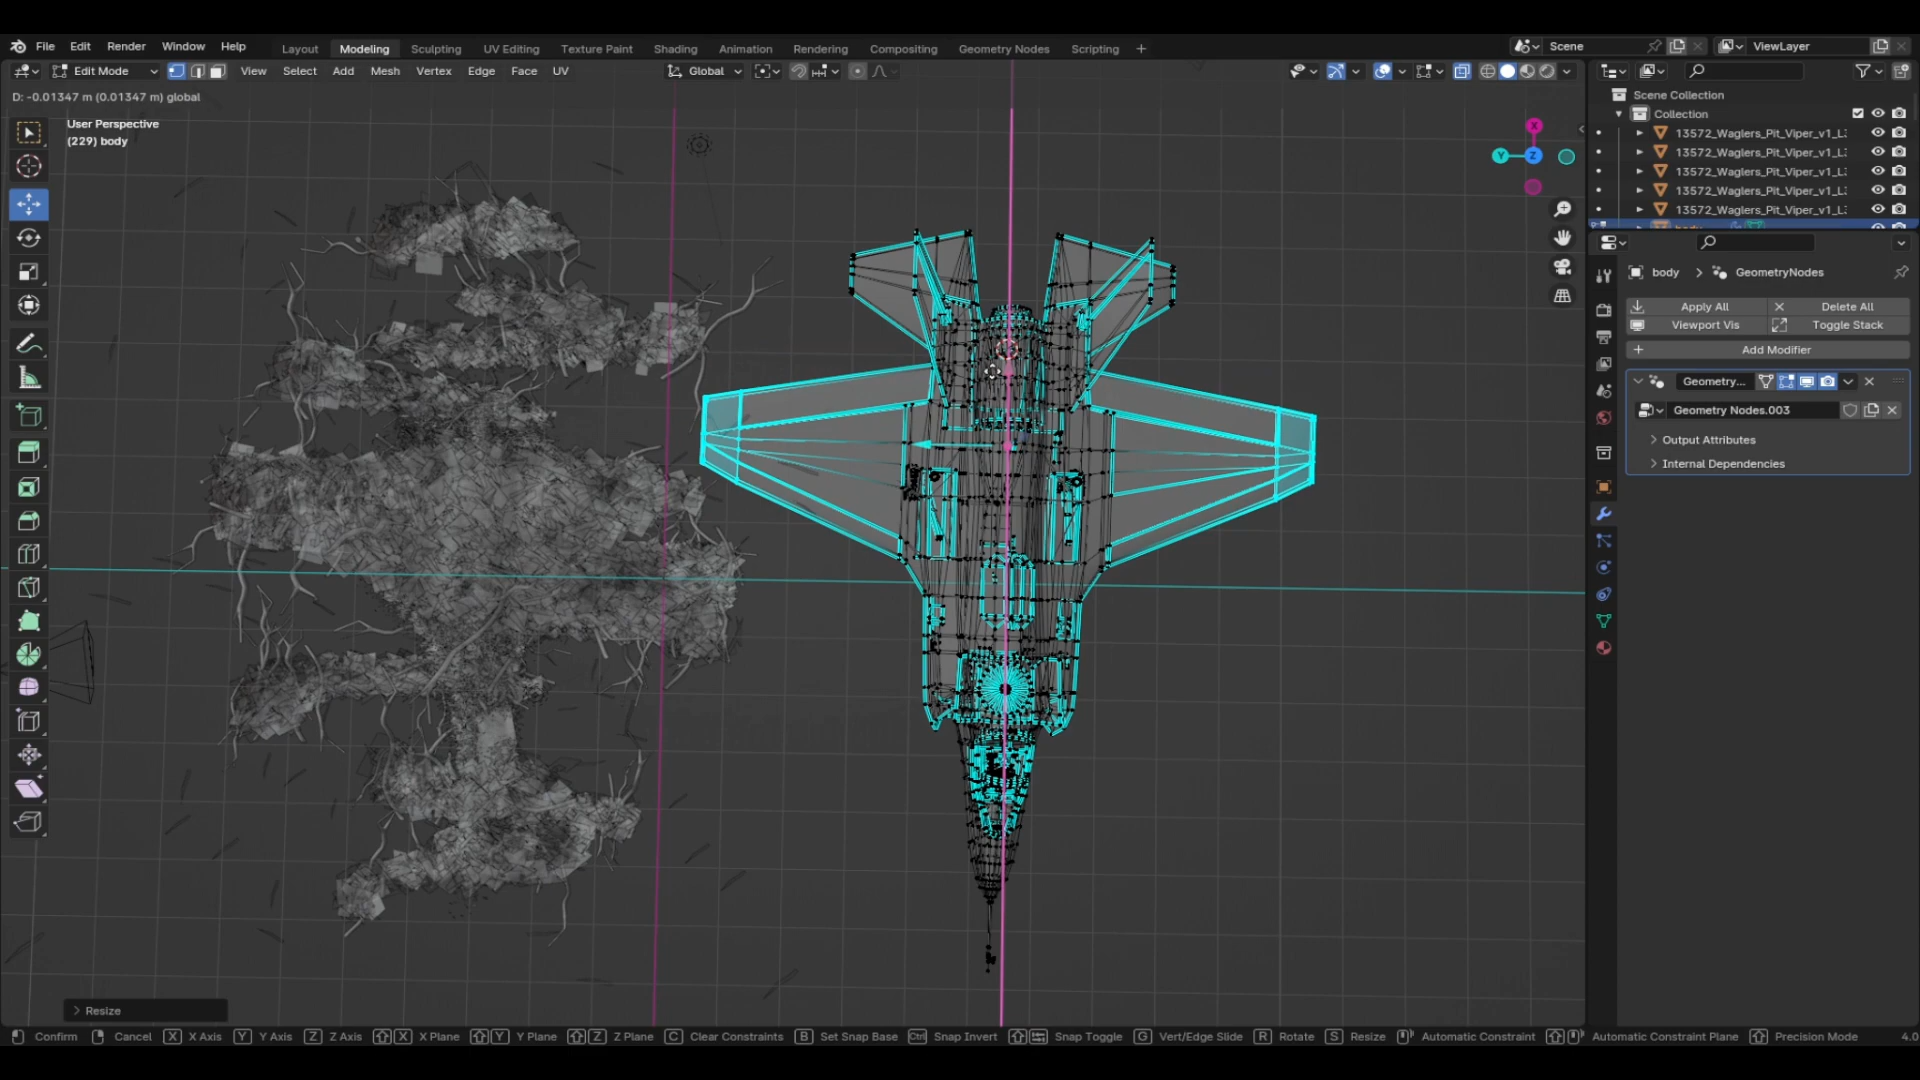 File Edit Render Window Help
Layout Modeling Sculpting UV Editing Texture Paint Shading Animation Rendering Compositing Geometry Nodes Scripting +
Scene
ViewLayer
Edit Mode View Select Add Mesh Vertex Edge Face UV
Global
D: -0.01347 m (0.01347 m) global
User Perspective
(229) body
X
Y Z
Scene Collection
Collection
13572_Waglers_Pit_Viper_v1_L
13572_Waglers_Pit_Viper_v1_L
13572_Waglers_Pit_Viper_v1_L
13572_Waglers_Pit_Viper_v1_L
13572_Waglers_Pit_Viper_v1_L
body > GeometryNodes
Apply All Delete All
Viewport Vis Toggle Stack
+ Add Modifier
Geometry...
Geometry Nodes.003
Output Attributes
Internal Dependencies
> Resize
Confirm Cancel X X Axis Y Y Axis Z Z Axis X X Plane Y Y Plane Z Z Plane C Clear Constraints B Set Snap Base Ctrl Snap Invert Snap Toggle G Vert/Edge Slide R Rotate S Resize Automatic Constraint Automatic Constraint Plane Precision Mode 4.0